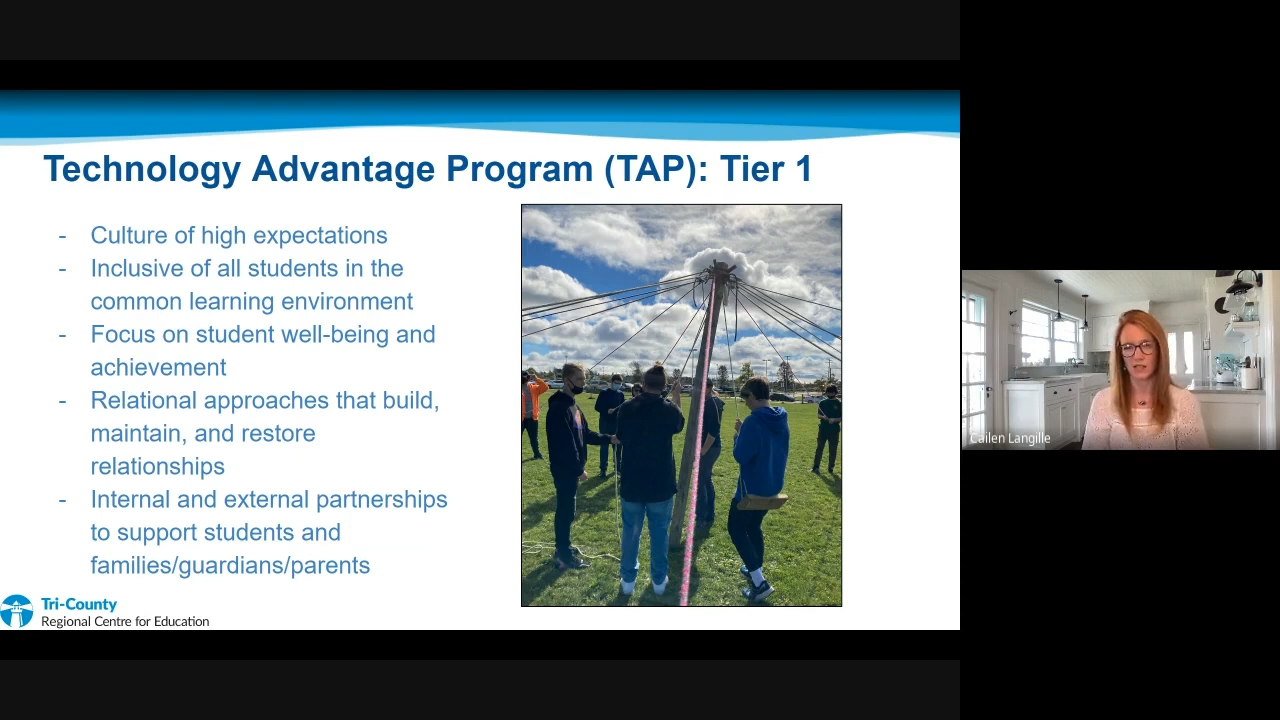 Technology Advantage Program (TAP): Tier 1
- Culture of high expectations
- Inclusive of all students in the
common learning environment
- Focus on student well-being and
achievement
- Relational approaches that build,
maintain, and restore
relationships
- Internal and external partnerships
to support students and
families/guardians/parents
Tri-County
Regional Centre for Education
Cailen Langille